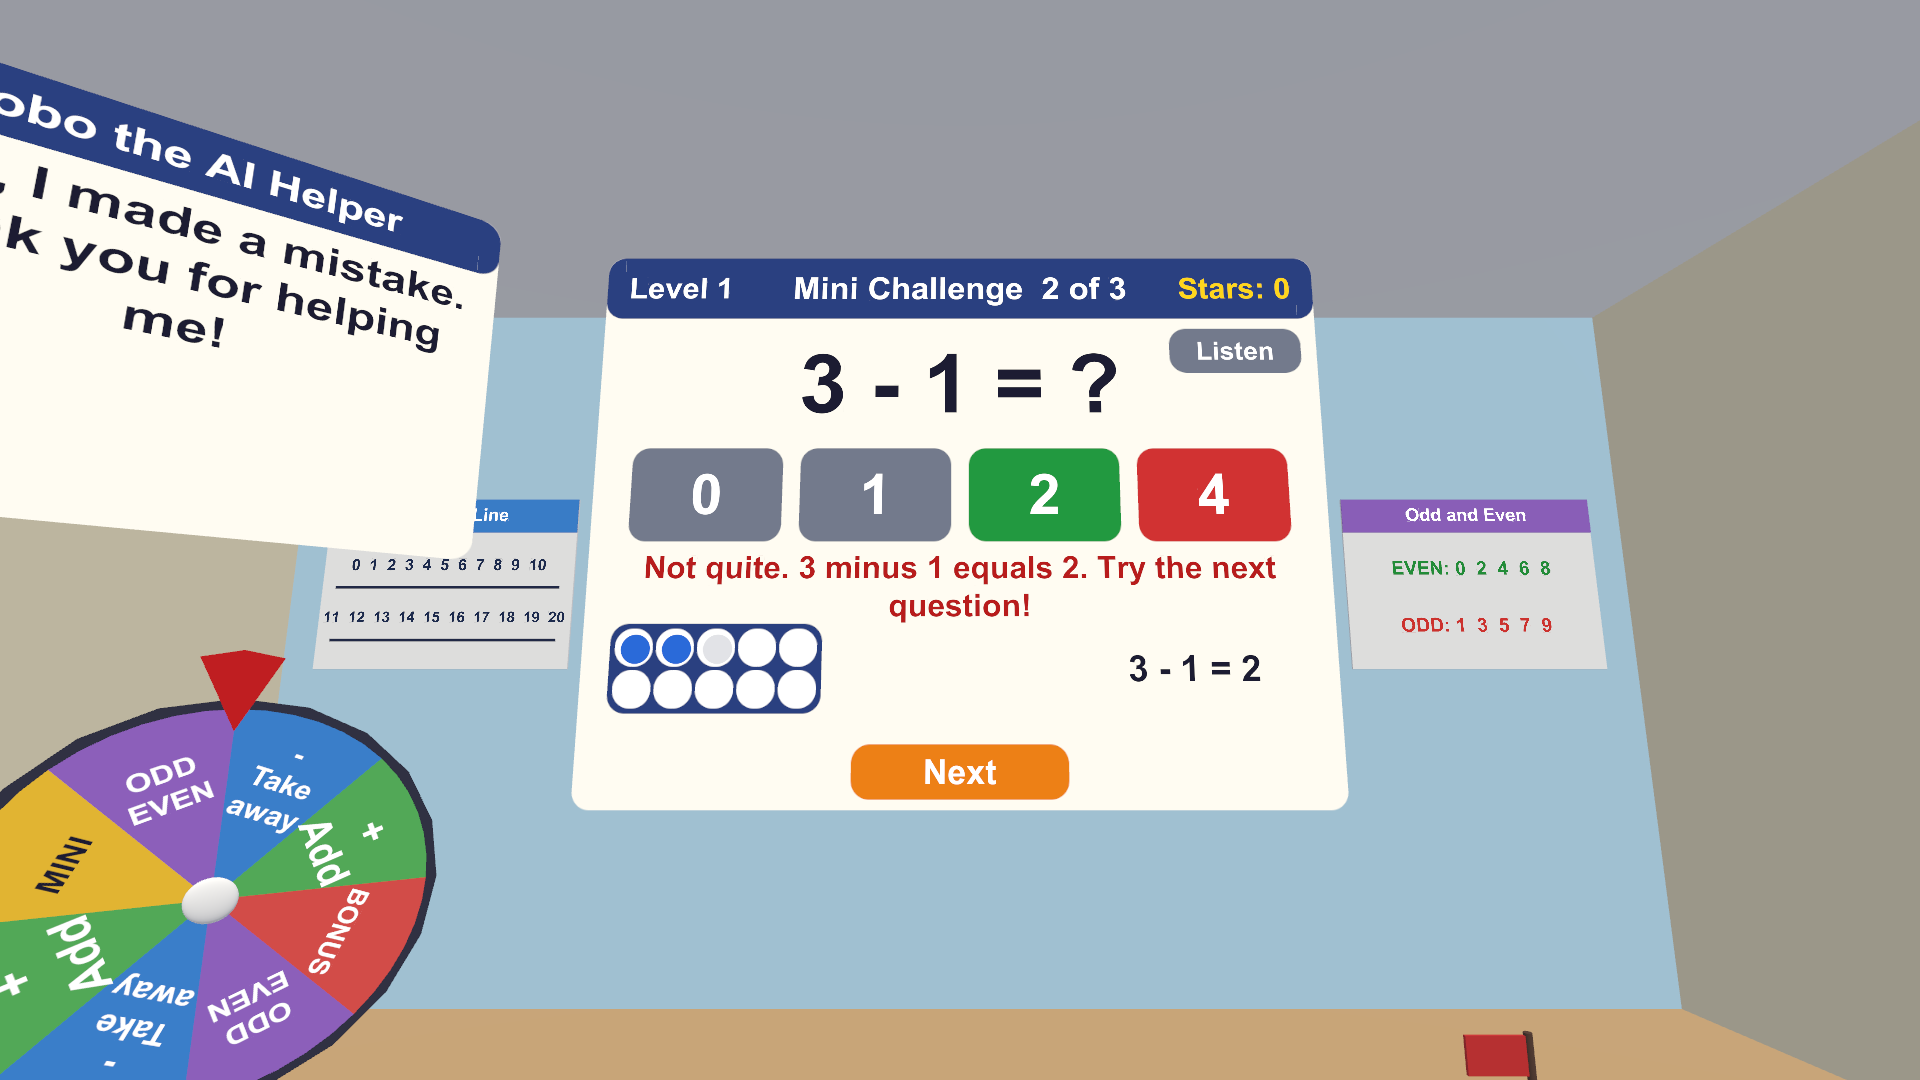 obo the AI Helper
, I made a mistake.
k you for helping
me!
Level 1 Mini Challenge 2 of 3 Stars: 0
Listen
3 - 1 = ?
0 1 2 4
Not quite. 3 minus 1 equals 2. Try the next
question!
3 - 1 = 2
Next
Line
0 1 2 3 4 5 6 7 8 9 10
11 12 13 14 15 16 17 18 19 20
Odd and Even
EVEN: 0 2 4 6 8
ODD: 1 3 5 7 9
ODD
EVEN
-
Take
away
+
Add
BONUS
ODD
EVEN
-
Take
away
+
Add
MINI